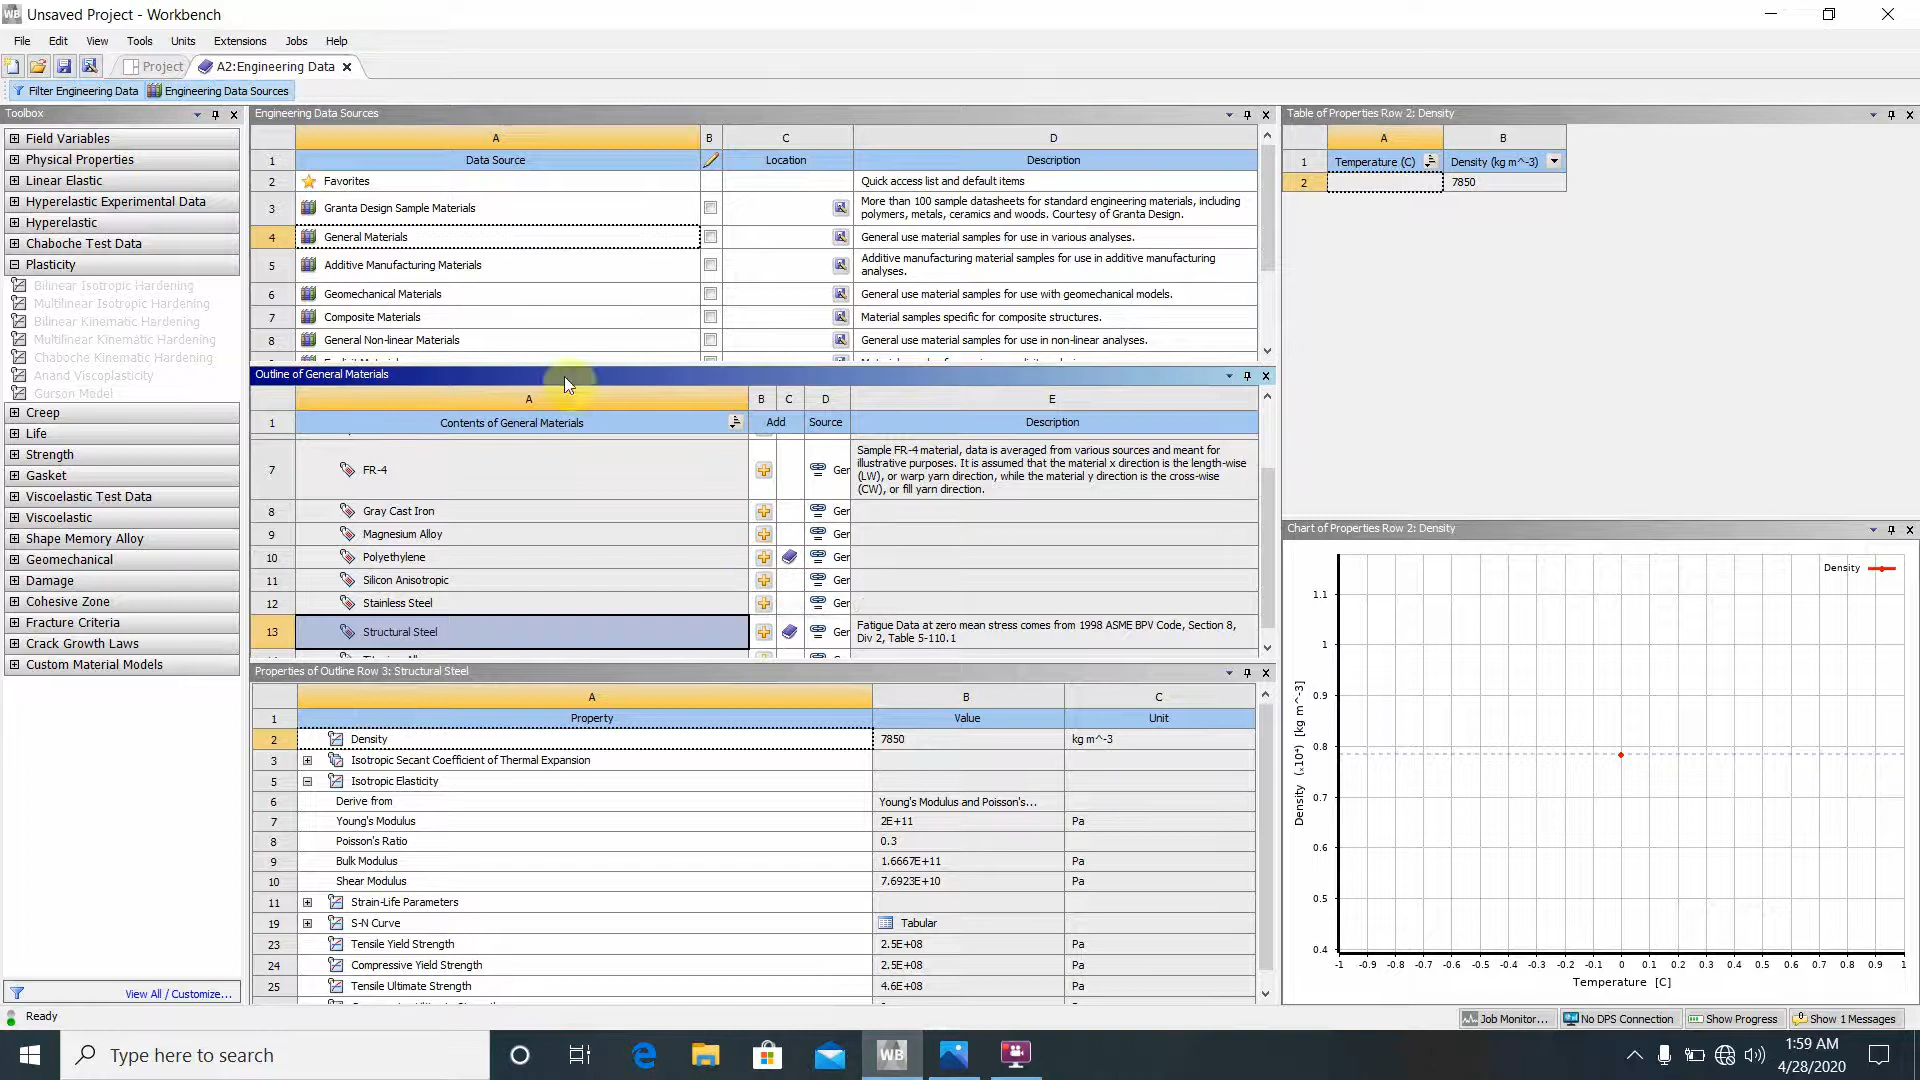 Unsaved Project - Workbench
File Edit View Tools Units Extensions Jobs Help
Project A2:Engineering Data
Filter Engineering Data Engineering Data Sources
Toolbox
Field Variables
Physical Properties
Linear Elastic
Hyperelastic Experimental Data
Hyperelastic
Chaboche Test Data
Plasticity
Bilinear Isotropic Hardening
Multilinear Isotropic Hardening
Bilinear Kinematic Hardening
Multilinear Kinematic Hardening
Chaboche Kinematic Hardening
Anand Viscoplasticity
Gurson Model
Creep
Life
Strength
Gasket
Viscoelastic Test Data
Viscoelastic
Shape Memory Alloy
Geomechanical
Damage
Cohesive Zone
Fracture Criteria
Crack Growth Laws
Custom Material Models
View All / Customize...
Engineering Data Sources
A B C D
1 Data Source Location Description
2 Favorites Quick access list and default items
3 Granta Design Sample Materials More than 100 sample datasheets for standard engineering materials, including
polymers, metals, ceramics and woods. Courtesy of Granta Design.
4 General Materials General use material samples for use in various analyses.
5 Additive Manufacturing Materials Additive manufacturing material samples for use in additive manufacturing
analyses.
6 Geomechanical Materials General use material samples for use with geomechanical models.
7 Composite Materials Material samples specific for composite structures.
8 General Non-linear Materials General use material samples for use in non-linear analyses.
Outline of General Materials
A B C D E
1 Contents of General Materials Add Source Description
7 FR-4 Ger Sample FR-4 material, data is averaged from various sources and meant for
illustrative purposes. It is assumed that the material x direction is the length-wise
(LW), or warp yarn direction, while the material y direction is the cross-wise
(CW), or fill yarn direction.
8 Gray Cast Iron Ger
9 Magnesium Alloy Ger
10 Polyethylene Ger
11 Silicon Anisotropic Ger
12 Stainless Steel Ger
13 Structural Steel Ger Fatigue Data at zero mean stress comes from 1998 ASME BPV Code, Section 8,
Div 2, Table 5-110.1
Properties of Outline Row 3: Structural Steel
A B C
1 Property Value Unit
2 Density 7850 kg m^-3
3 Isotropic Secant Coefficient of Thermal Expansion
5 Isotropic Elasticity
6 Derive from Young's Modulus and Poisson's...
7 Young's Modulus 2E+11 Pa
8 Poisson's Ratio 0.3
9 Bulk Modulus 1.6667E+11 Pa
10 Shear Modulus 7.6923E+10 Pa
11 Strain-Life Parameters
19 S-N Curve Tabular
23 Tensile Yield Strength 2.5E+08 Pa
24 Compressive Yield Strength 2.5E+08 Pa
25 Tensile Ultimate Strength 4.6E+08 Pa
Table of Properties Row 2: Density
A B
1 Temperature (C) Density (kg m^-3)
2 7850
Chart of Properties Row 2: Density
Density
1.1
1
0.9
0.8
0.7
0.6
0.5
0.4
Density (x10⁴) [kg m^-3]
-1 -0.9 -0.8 -0.7 -0.6 -0.5 -0.4 -0.3 -0.2 -0.1 0 0.1 0.2 0.3 0.4 0.5 0.6 0.7 0.8 0.9 1
Temperature [C]
Ready
Job Monitor... No DPS Connection Show Progress Show 1 Messages
Type here to search
WB
1:59 AM
4/28/2020